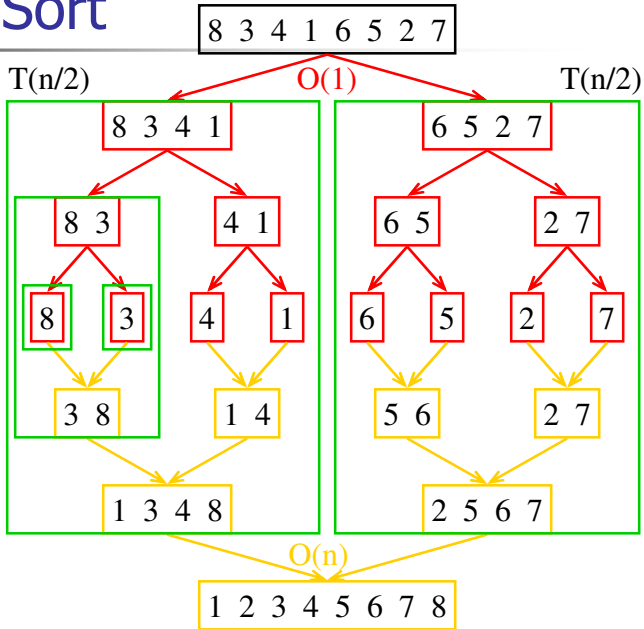 Sort
8 3 4 1 6 5 2 7
T(n/2) O(1) T(n/2)
8 3 4 1 6 5 2 7
8 3 4 1 6 5 2 7
8 3 4 1 6 5 2 7
3 8 1 4 5 6 2 7
1 3 4 8 2 5 6 7
O(n)
1 2 3 4 5 6 7 8